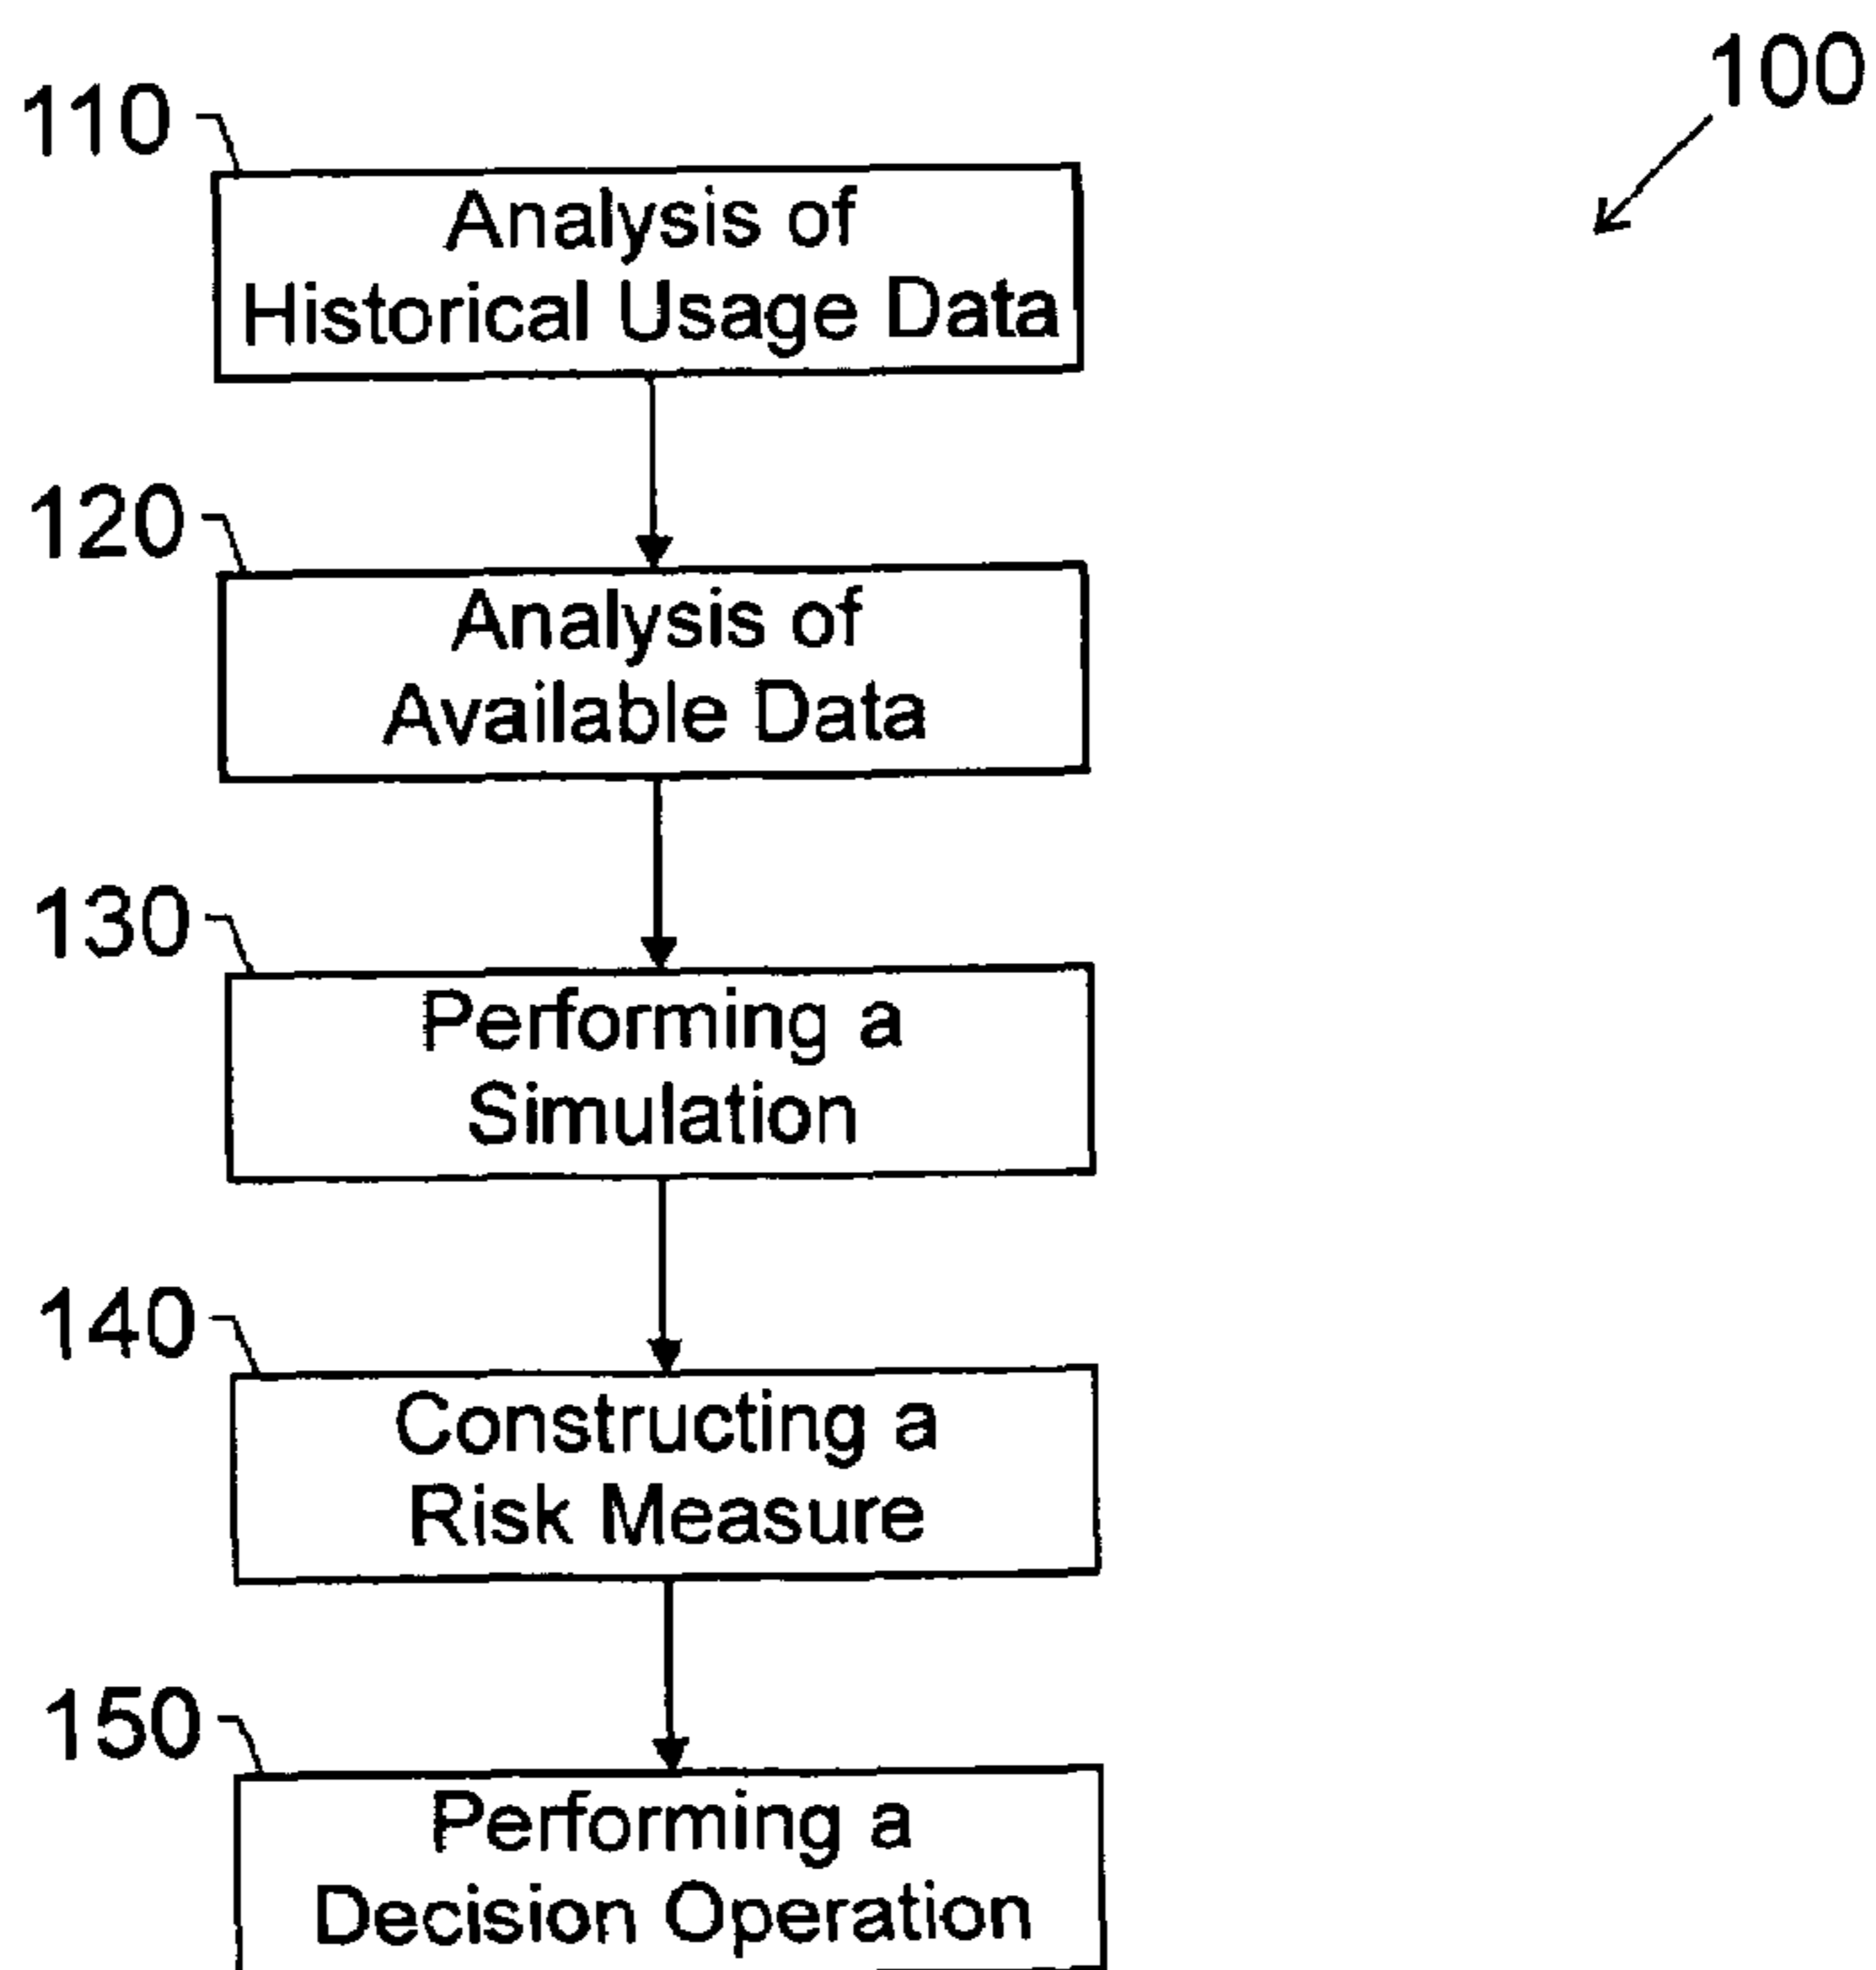 100
110
Analysis of
Historical Usage Data
120
Analysis of
Available Data
130
Performing a
Simulation
140
Constructing a
Risk Measure
150
Performing a
Decision Operation